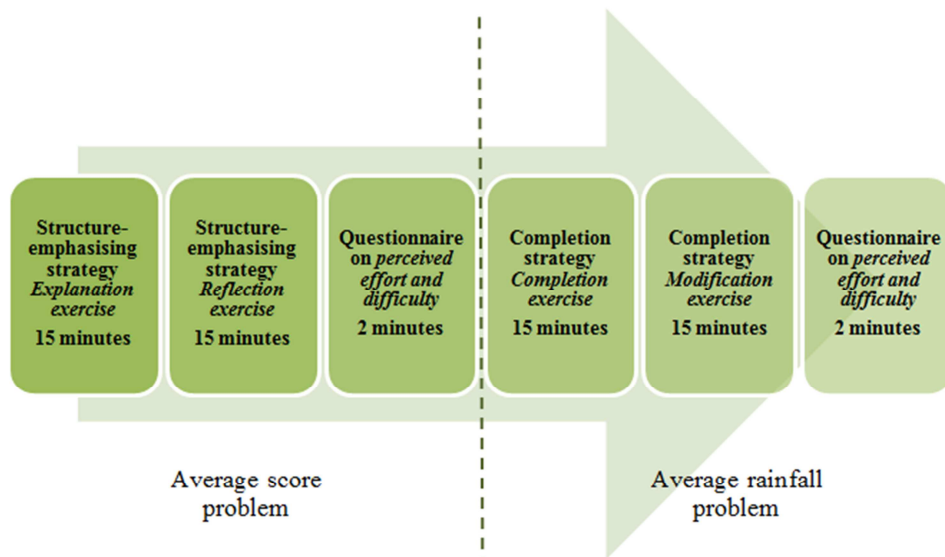 Structure-
emphasising
strategy
Explanation
exercise
15 minutes
Structure-
emphasising
strategy
Reflection
exercise
15 minutes
Questionnaire
on perceived
effort and
difficulty
2 minutes
Completion
strategy
Completion
exercise
15 minutes
Completion
strategy
Modification
exercise
15 minutes
Questionnaire
on perceived
effort and
difficulty
2 minutes
Average score
problem
Average rainfall
problem